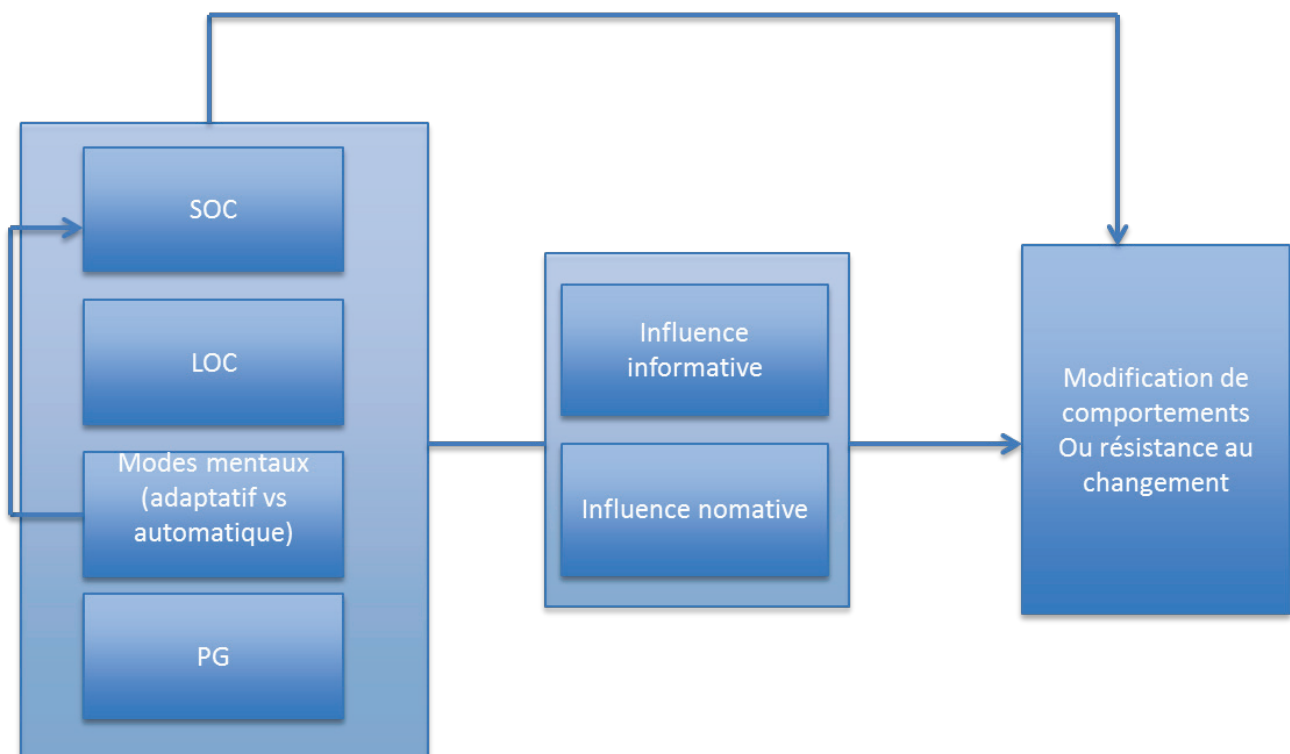 SOC
LOC
Modes mentaux
(adaptatif vs
automatique)
PG
Influence
informative
Influence nomative
Modification de
comportements
Ou résistance au
changement